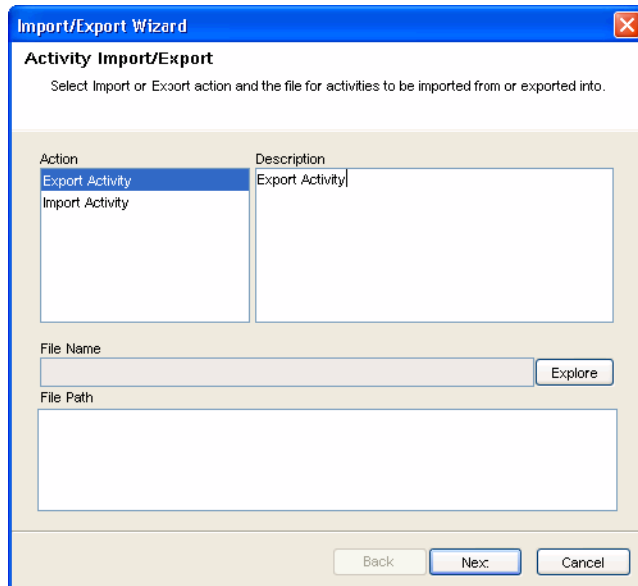 Import/Export Wizard
Activity Import/Export
Select Import or Export action and the file for activities to be imported from or exported into.
Action
Description
Export Activity
Export Activity
Import Activity
File Name
Explore
File Path
Back
Next
Cancel